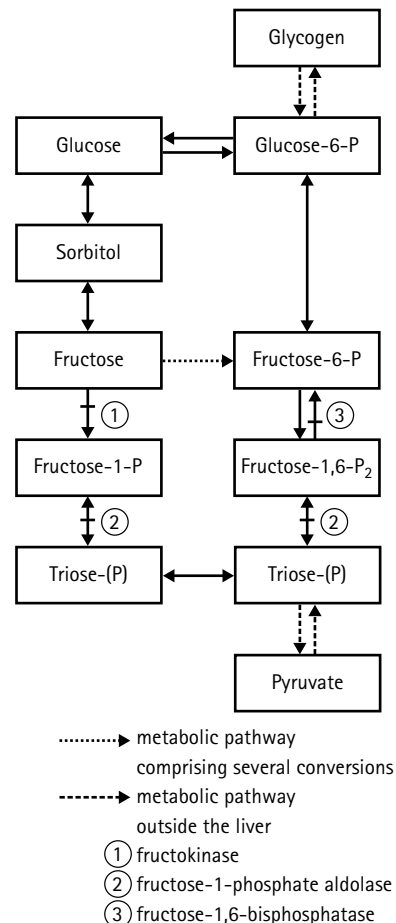 Glycogen
Glucose
Glucose-6-P
Sorbitol
Fructose
Fructose-6-P
1
3
Fructose-1-P
Fructose-1,6-P₂
2
2
Triose-(P)
Triose-(P)
Pyruvate
metabolic pathway
comprising several conversions
metabolic pathway
outside the liver
1 fructokinase
2 fructose-1-phosphate aldolase
3 fructose-1,6-bisphosphatase